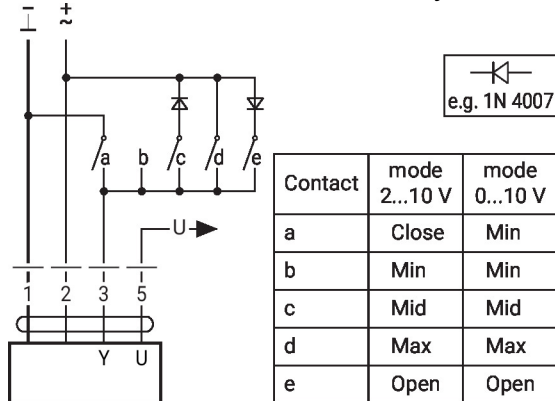 − +
⊥ ~
e.g. 1N 4007
a b c d e
U
1 2 3 5
Y U
Contact mode 2...10 V mode 0...10 V
a Close Min
b Min Min
c Mid Mid
d Max Max
e Open Open